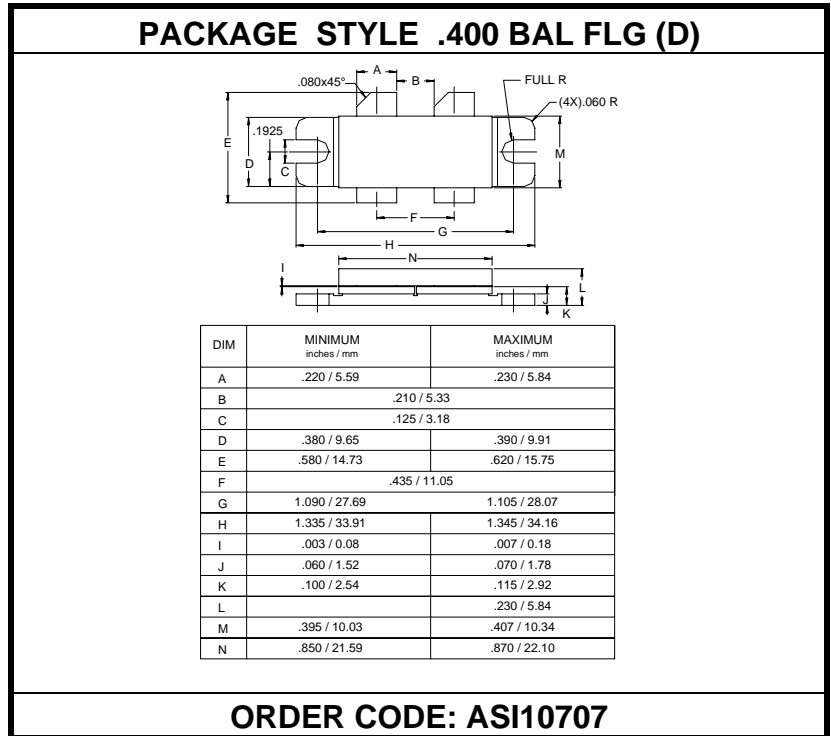 PACKAGE STYLE .400 BAL FLG (D)
A
.080x45°
B
FULL R
(4X).060 R
.1925
E
D
C
M
F
G
H
N
I
L
J
K
DIM MINIMUM inches / mm MAXIMUM inches / mm
A .220 / 5.59 .230 / 5.84
B .210 / 5.33
C .125 / 3.18
D .380 / 9.65 .390 / 9.91
E .580 / 14.73 .620 / 15.75
F .435 / 11.05
G 1.090 / 27.69 1.105 / 28.07
H 1.335 / 33.91 1.345 / 34.16
I .003 / 0.08 .007 / 0.18
J .060 / 1.52 .070 / 1.78
K .100 / 2.54 .115 / 2.92
L .230 / 5.84
M .395 / 10.03 .407 / 10.34
N .850 / 21.59 .870 / 22.10
ORDER CODE: ASI10707